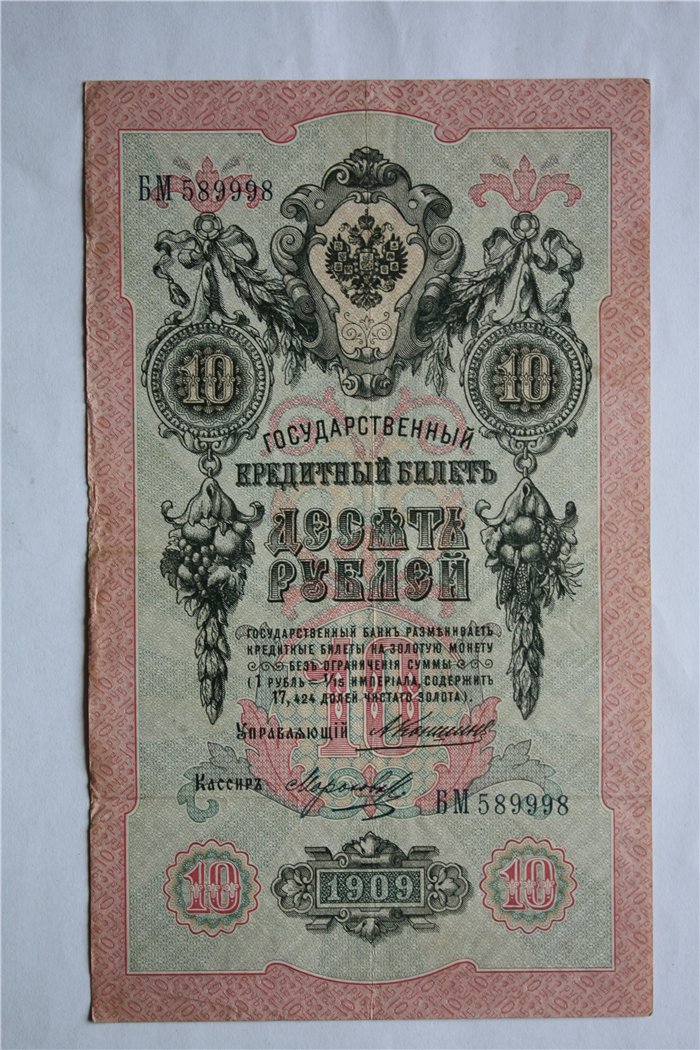 БМ 589998
10 10
ГОСУДАРСТВЕННЫЙ
КРЕДИТНЫЙ БИЛЕТЪ
ДЕСЯТЬ
РУБЛЕЙ
ГОСУДАРСТВЕННЫЙ БАНКЪ РАЗМѢНИВАЕТЪ
КРЕДИТНЫЕ БИЛЕТЫ НА ЗОЛОТУЮ МОНЕТУ
БЕЗЪ ОГРАНИЧЕНІЯ СУММЫ
(1 РУБЛЬ = 1/15 ИМПЕРІАЛА, СОДЕРЖИТЪ
17,424 ДОЛЕЙ ЧИСТАГО ЗОЛОТА).
10
Управляющій АКоншинъ
Кассиръ
БМ 589998
10 1909 10